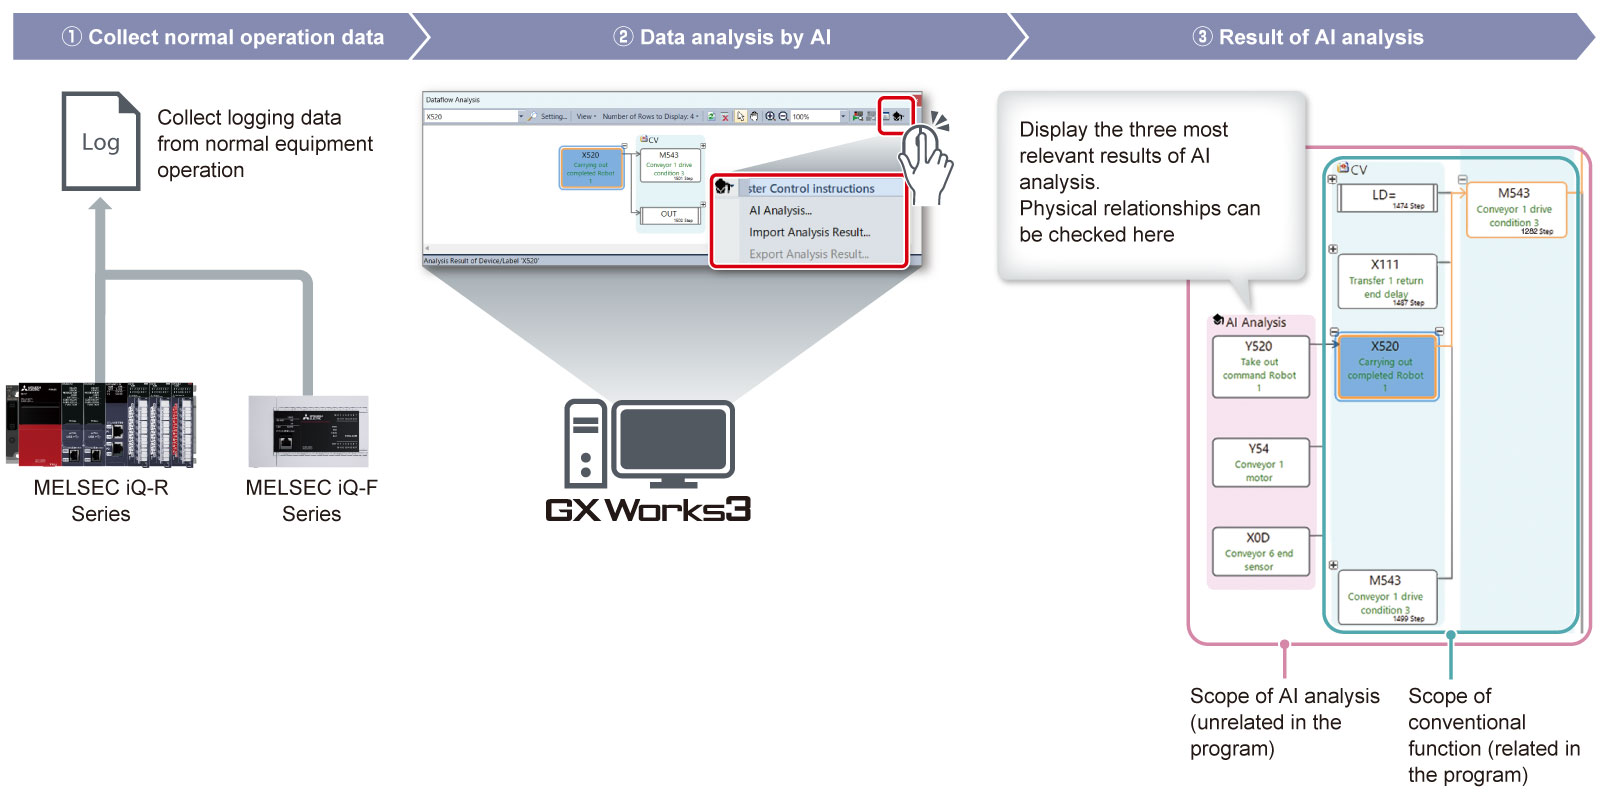 ① Collect normal operation data
② Data analysis by AI
③ Result of AI analysis
Log
Collect logging data
from normal equipment
operation
MELSEC iQ-R
Series
MELSEC iQ-F
Series
Dataflow Analysis
X520
Setting...
View
Number of Rows to Display: 4
100%
CV
X520
Carrying out
completed Robot
1
M543
Conveyor 1 drive
condition 3
OUT
Analysis Result of Device/Label 'X520'
ster Control instructions
AI Analysis...
Import Analysis Result...
Export Analysis Result...
GX Works3
Display the three most
relevant results of AI
analysis.
Physical relationships can
be checked here
CV
LD=
1474 Step
M543
Conveyor 1 drive
condition 3
1282 Step
X111
Transfer 1 return
end delay
1487 Step
AI Analysis
Y520
Take out
command Robot
1
X520
Carrying out
completed Robot
1
Y54
Conveyor 1
motor
X0D
Conveyor 6 end
sensor
M543
Conveyor 1 drive
condition 3
1499 Step
Scope of AI analysis
(unrelated in the
program)
Scope of
conventional
function (related in
the program)